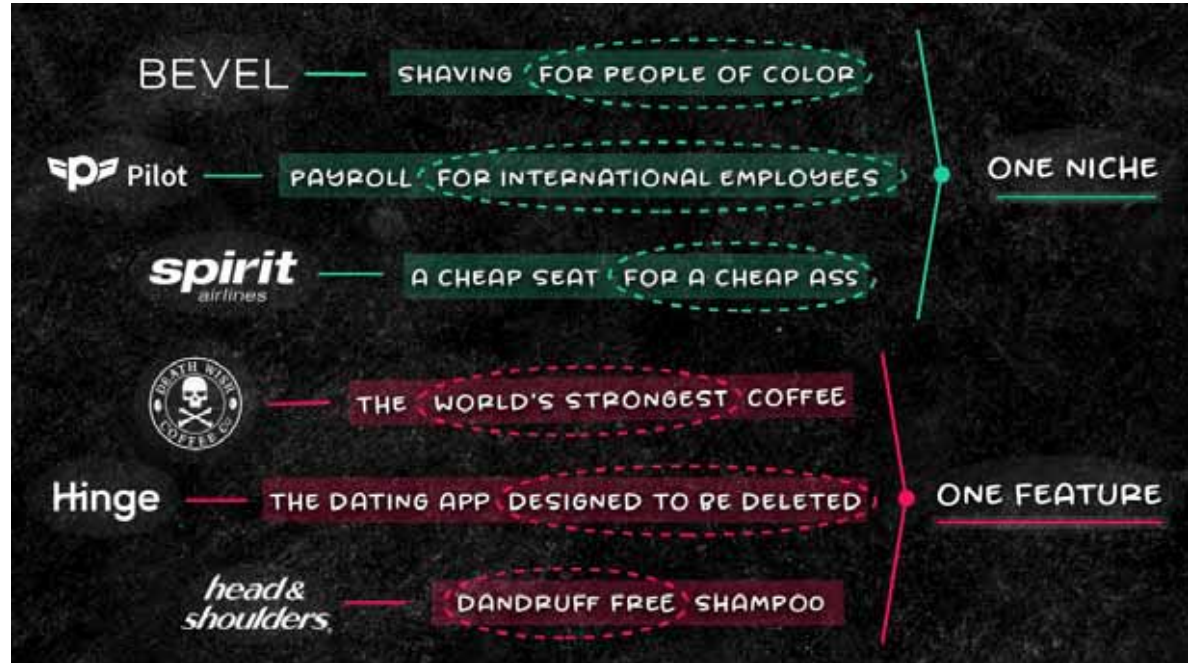 BEVEL SHAVING FOR PEOPLE OF COLOR
Pilot PAYROLL FOR INTERNATIONAL EMPLOYEES
ONE NICHE
spirit A CHEAP SEAT FOR A CHEAP ASS
airlines
DEATH WISH COFFEE CO THE WORLD'S STRONGEST COFFEE
Hinge THE DATING APP DESIGNED TO BE DELETED
ONE FEATURE
head &
shoulders® DANDRUFF FREE SHAMPOO